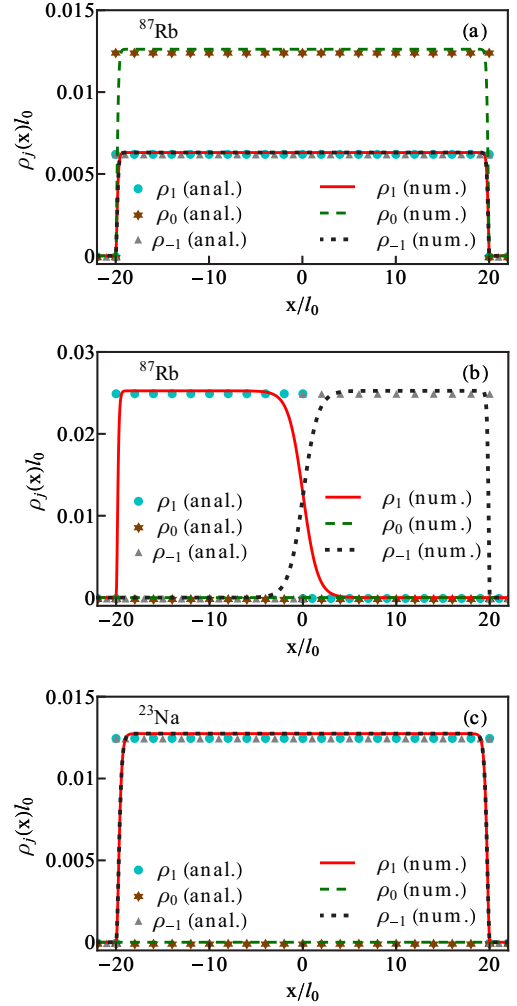 ⁸⁷Rb (a)
0.015
0.01
0.005
0
ρⱼ(x)l₀
ρ₁ (anal.) ρ₁ (num.)
ρ₀ (anal.) ρ₀ (num.)
ρ₋₁ (anal.) ρ₋₁ (num.)
−20 −10 0 10 20
x/l₀
⁸⁷Rb (b)
0.03
0.02
0.01
0
ρⱼ(x)l₀
ρ₁ (anal.) ρ₁ (num.)
ρ₀ (anal.) ρ₀ (num.)
ρ₋₁ (anal.) ρ₋₁ (num.)
−20 −10 0 10 20
x/l₀
²³Na (c)
0.015
0.01
0.005
0
ρⱼ(x)l₀
ρ₁ (anal.) ρ₁ (num.)
ρ₀ (anal.) ρ₀ (num.)
ρ₋₁ (anal.) ρ₋₁ (num.)
−20 −10 0 10 20
x/l₀